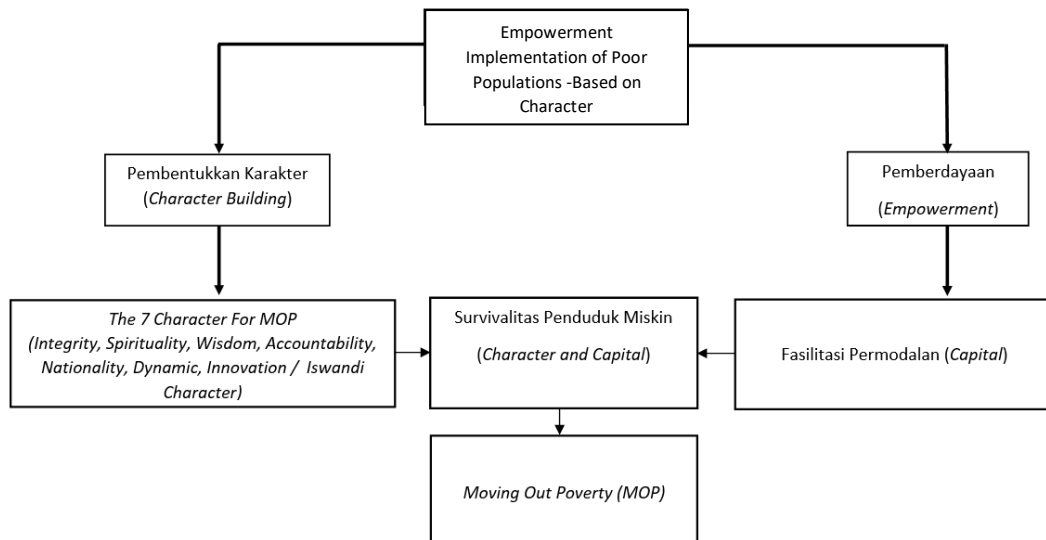 Empowerment
Implementation of Poor
Populations -Based on
Character
Pembentukkan Karakter
(Character Building)
Pemberdayaan
(Empowerment)
The 7 Character For MOP
(Integrity, Spirituality, Wisdom, Accountability,
Nationality, Dynamic, Innovation / Iswandi
Character)
Survivalitas Penduduk Miskin
(Character and Capital)
Fasilitasi Permodalan (Capital)
Moving Out Poverty (MOP)